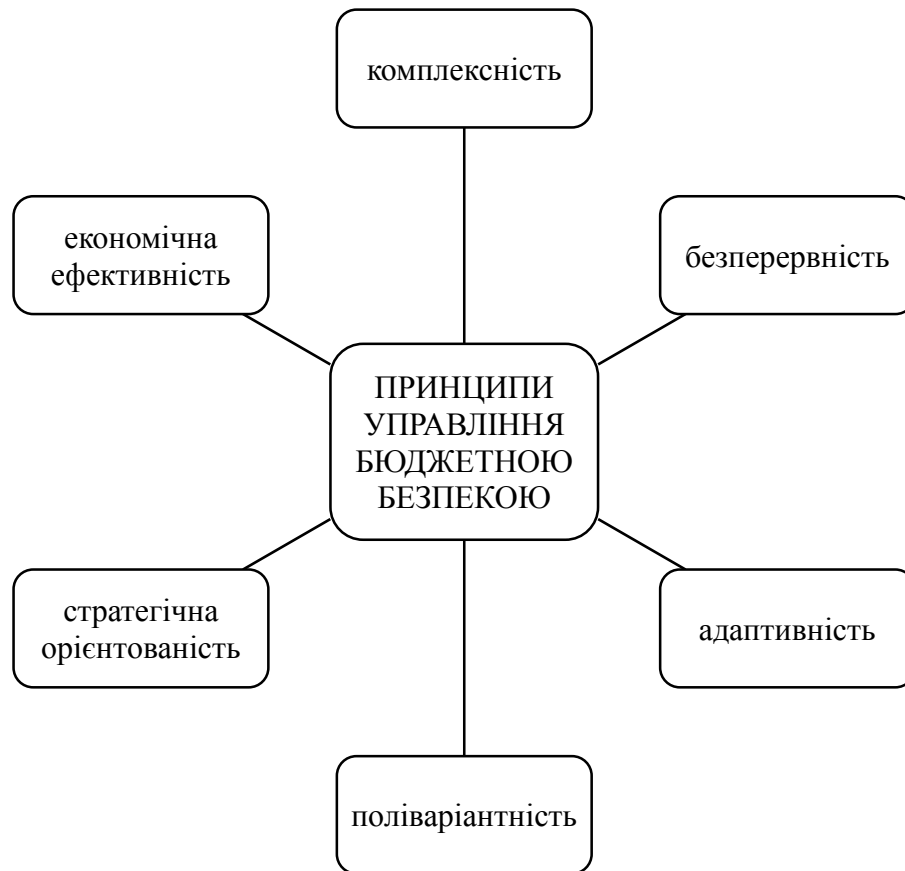 комплексність
економічна
ефективність
безперервність
ПРИНЦИПИ
УПРАВЛІННЯ
БЮДЖЕТНОЮ
БЕЗПЕКОЮ
стратегічна
орієнтованість
адаптивність
поліваріантність